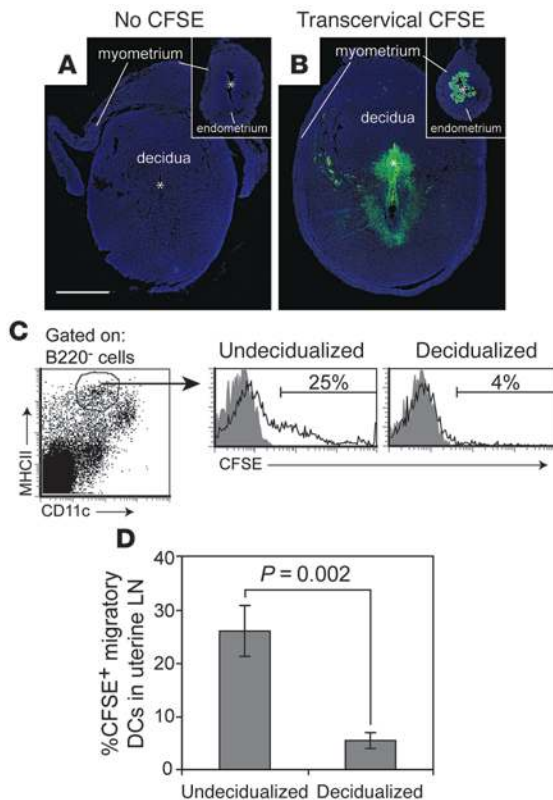 No CFSE
Transcervical CFSE
A
myometrium
*
endometrium
decidua
*
B
myometrium
*
endometrium
decidua
*
C
Gated on:
B220- cells
MHCII
CD11c
Undecidualized
25%
Decidualized
4%
CFSE
D
P = 0.002
%CFSE+ migratory
DCs in uterine LN
40
30
20
10
0
Undecidualized
Decidualized